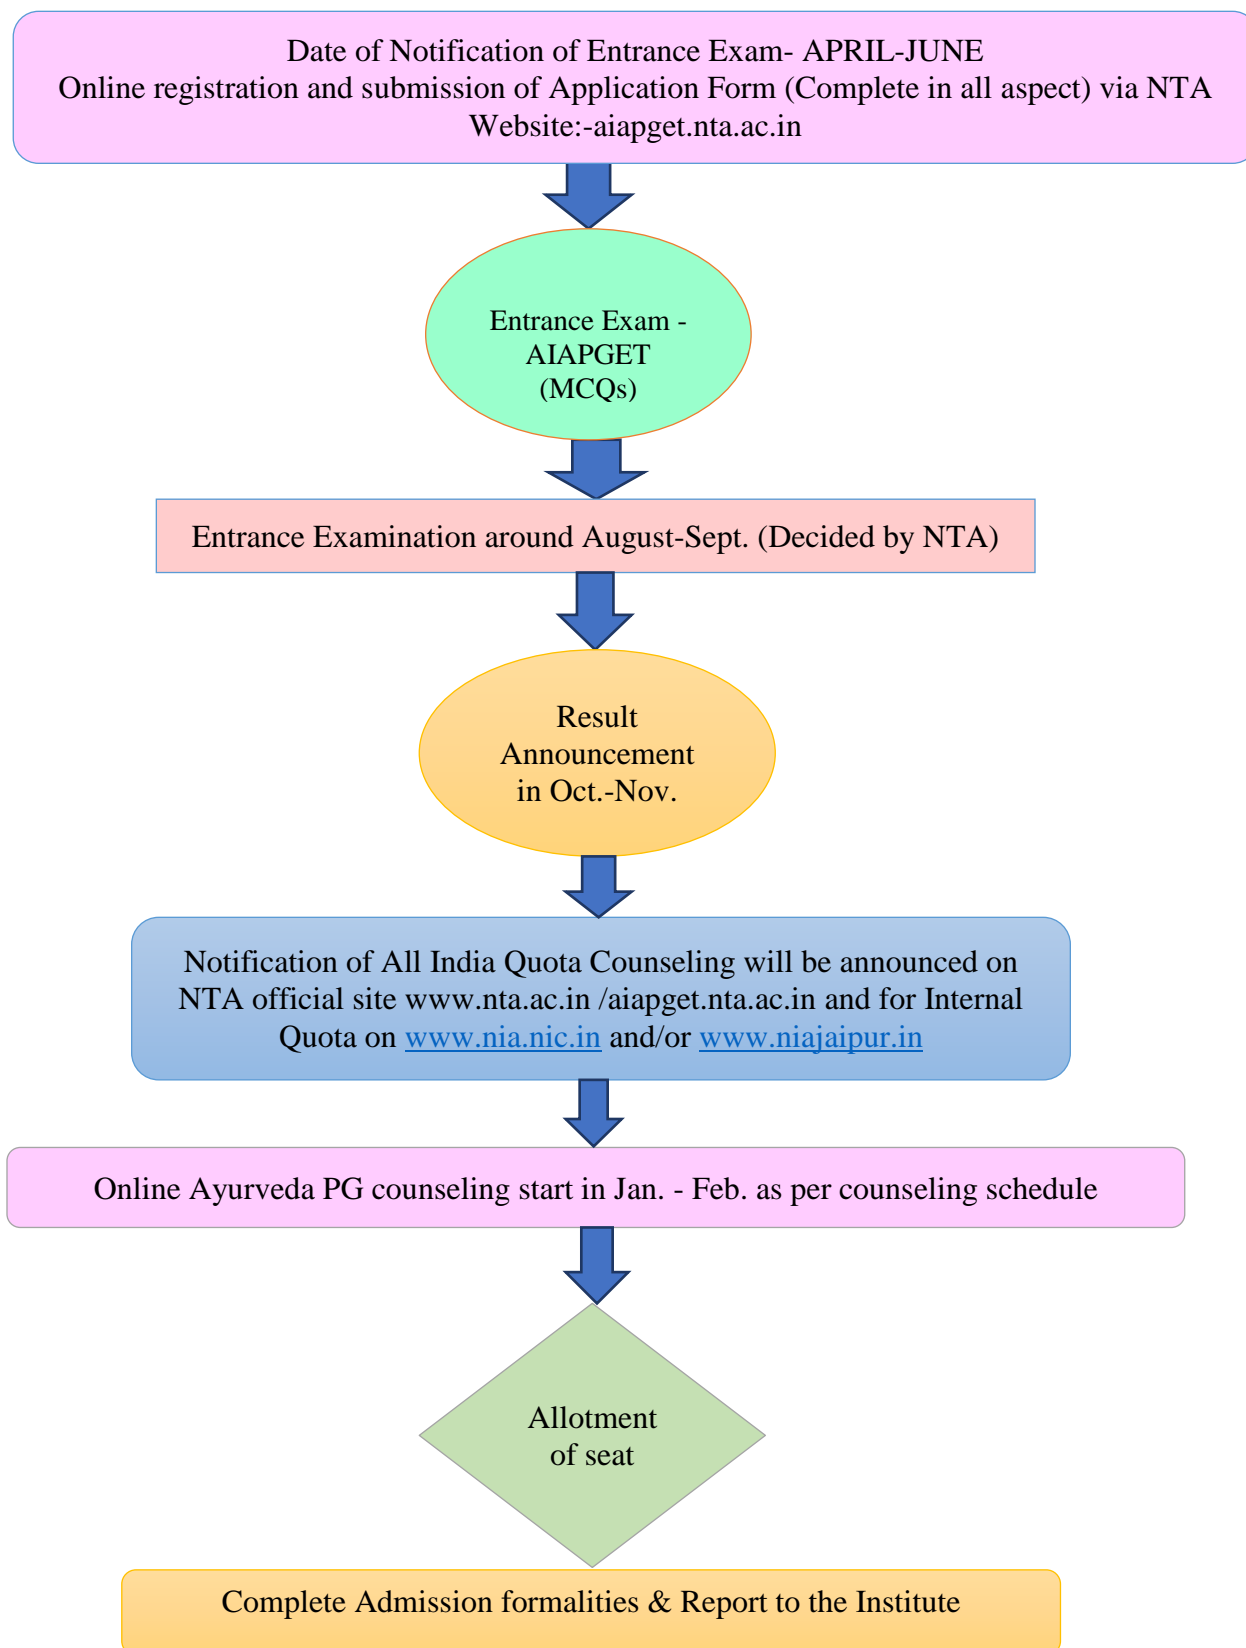 Date of Notification of Entrance Exam- APRIL-JUNE
Online registration and submission of Application Form (Complete in all aspect) via NTA
Website:-aiapget.nta.ac.in
Entrance Exam -
AIAPGET
(MCQs)
Entrance Examination around August-Sept. (Decided by NTA)
Result
Announcement
in Oct.-Nov.
Notification of All India Quota Counseling will be announced on
NTA official site www.nta.ac.in /aiapget.nta.ac.in and for Internal
Quota on www.nia.nic.in and/or www.niajaipur.in
Online Ayurveda PG counseling start in Jan. - Feb. as per counseling schedule
Allotment
of seat
Complete Admission formalities & Report to the Institute